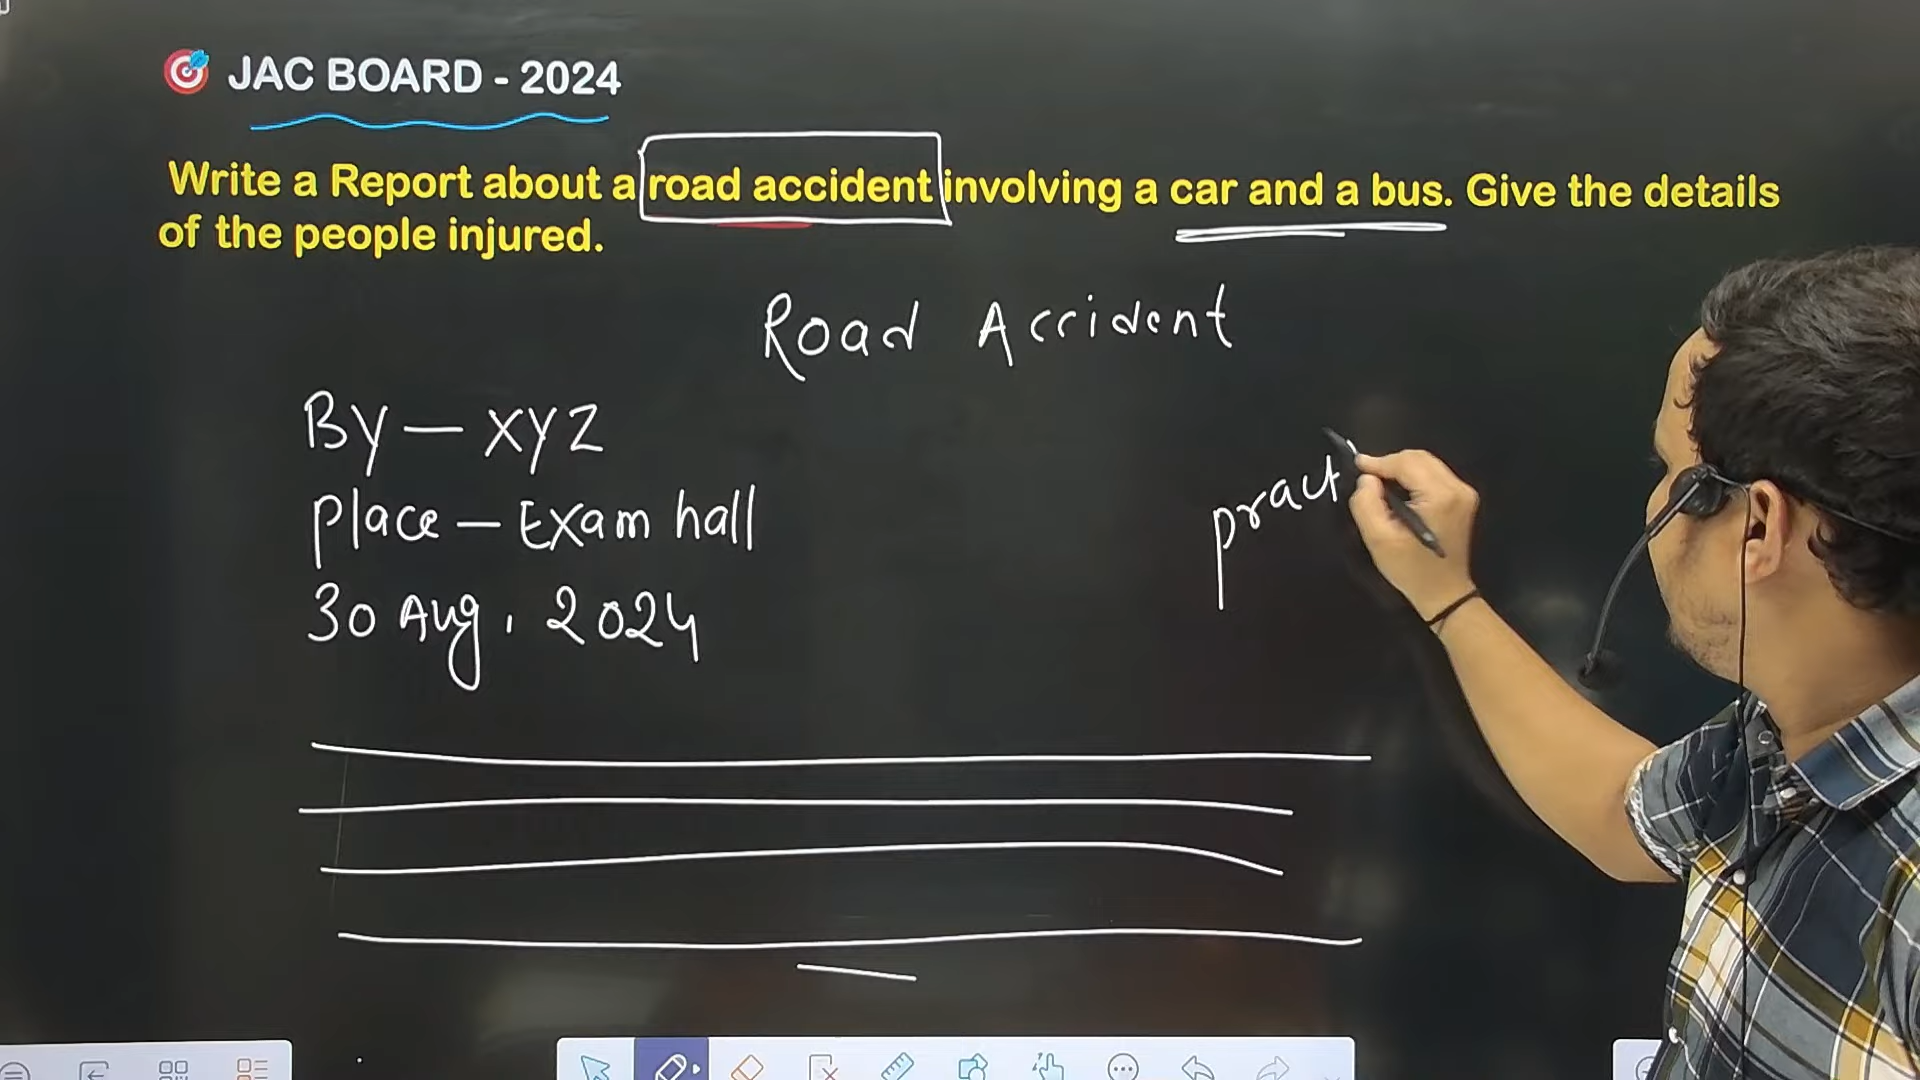 JAC BOARD - 2024
Write a Report about a road accident involving a car and a bus. Give the details
of the people injured.
Road Accident
By - XYZ
Place - Exam hall
30 Aug. 2024
pract